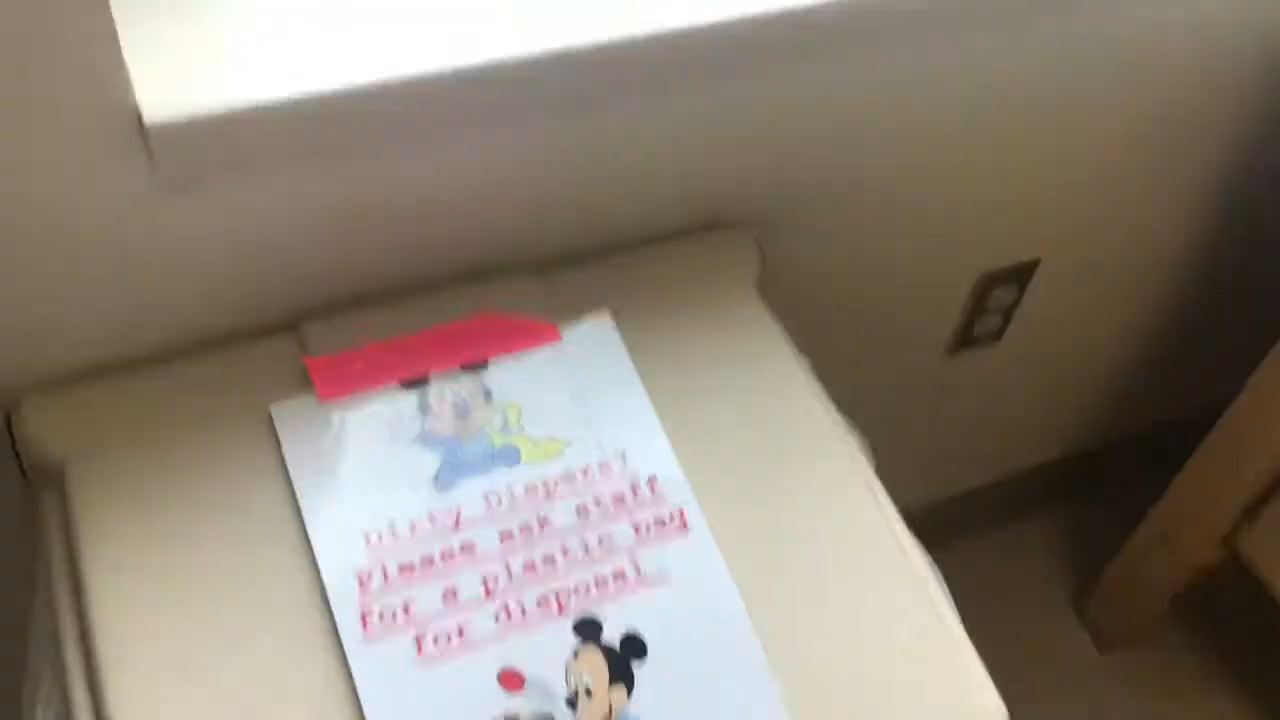 Dirty Diapers?
Please ask staff
for a plastic bag
for disposal.